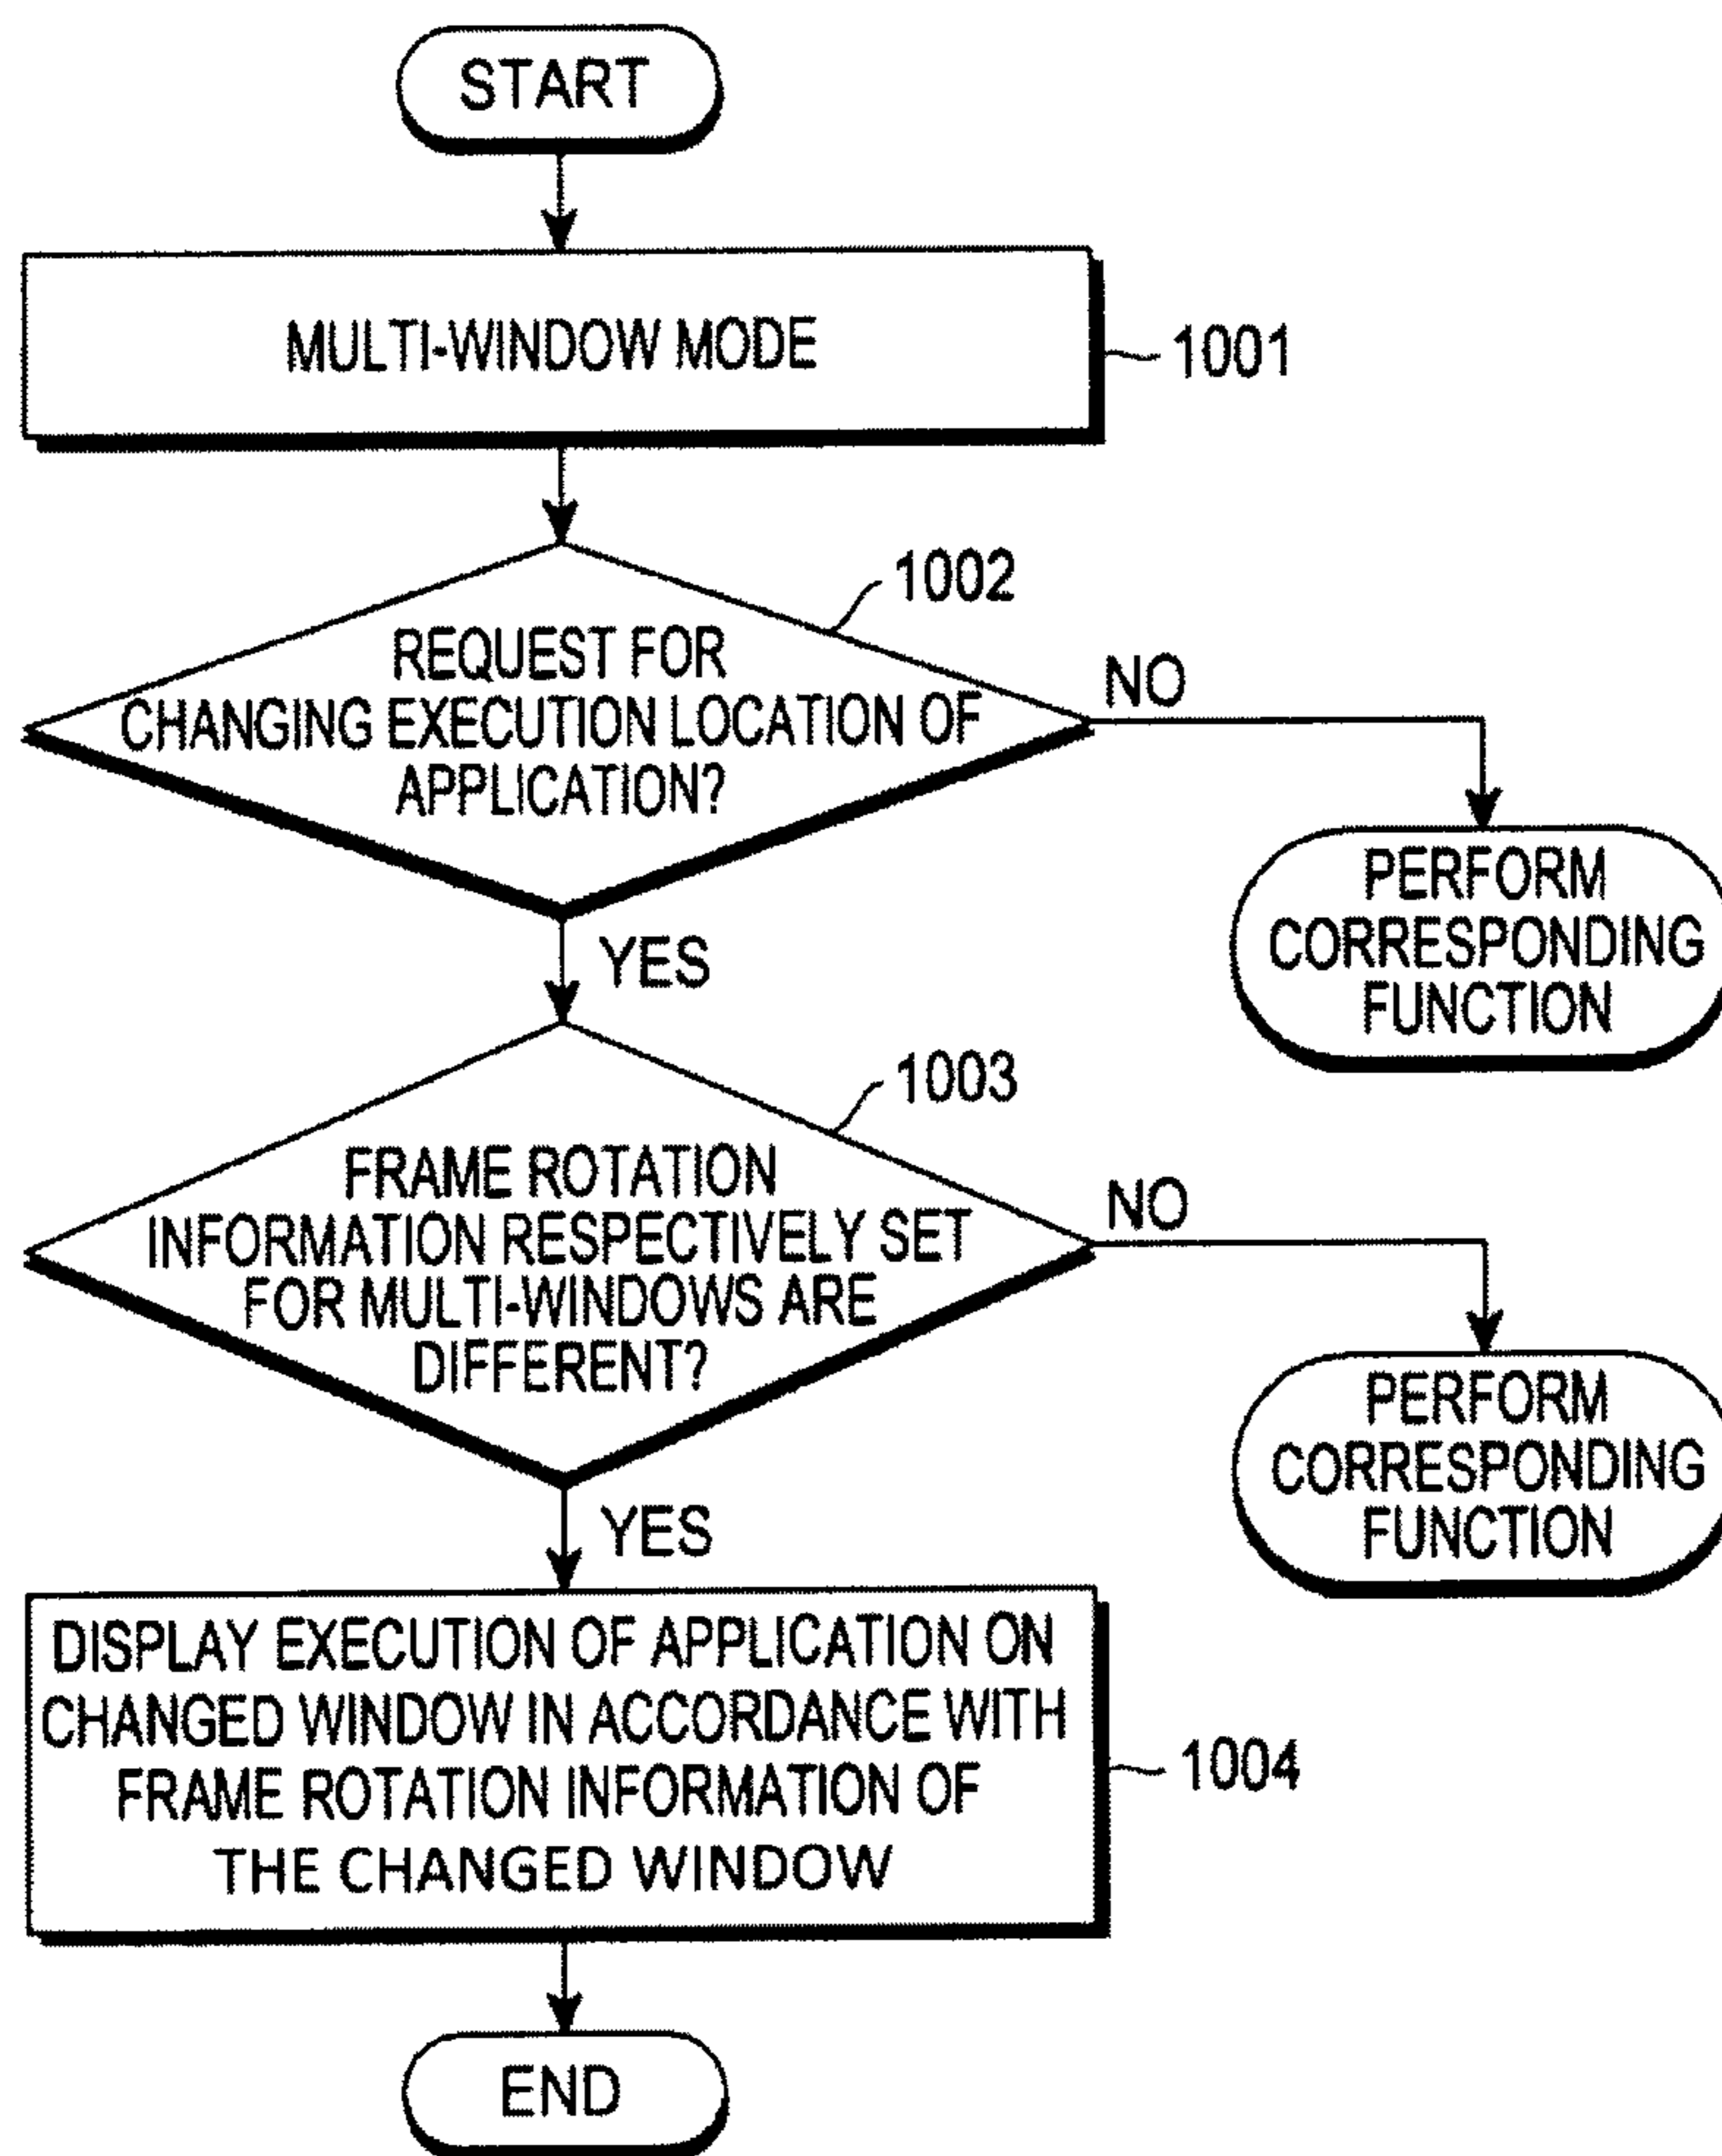 START
MULTI-WINDOW MODE
1001
1002
REQUEST FOR
CHANGING EXECUTION LOCATION OF
APPLICATION?
NO
PERFORM
CORRESPONDING
FUNCTION
YES
1003
FRAME ROTATION
INFORMATION RESPECTIVELY SET
FOR MULTI-WINDOWS ARE
DIFFERENT?
NO
PERFORM
CORRESPONDING
FUNCTION
YES
DISPLAY EXECUTION OF APPLICATION ON
CHANGED WINDOW IN ACCORDANCE WITH
FRAME ROTATION INFORMATION OF
THE CHANGED WINDOW
1004
END